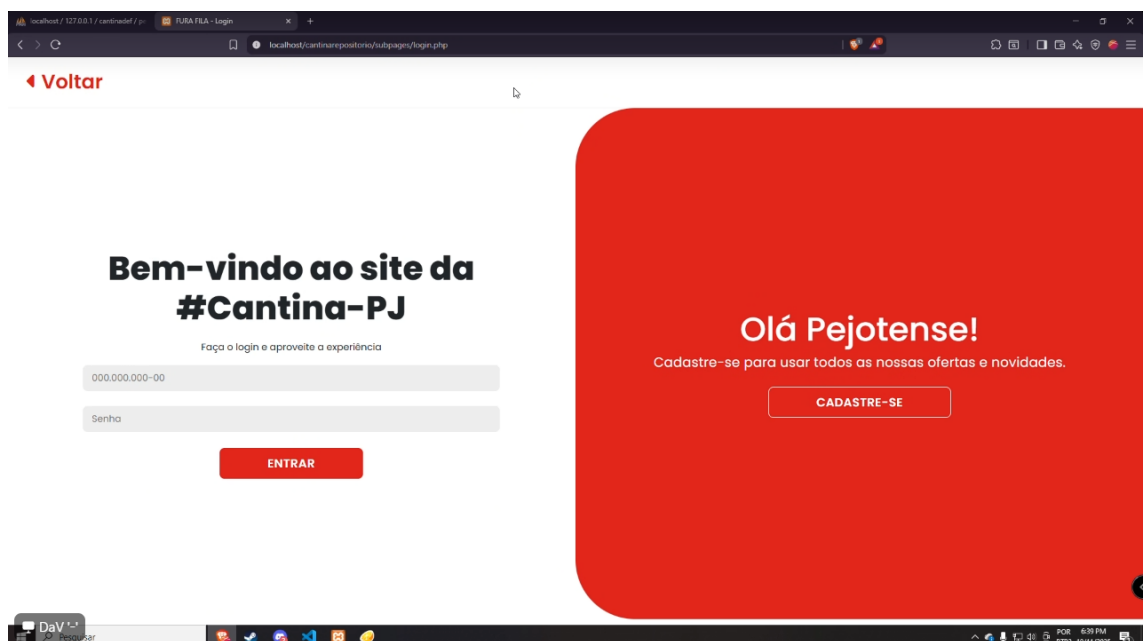 localhost / 127.0.0.1 / cantinadef /
FURA FILA - Login
localhost/cantinarepositorio/subpages/login.php
Voltar
Bem-vindo ao site da
#Cantina-PJ
Faça o login e aproveite a experiência
000.000.000-00
Senha
ENTRAR
Olá Pejotense!
Cadastre-se para usar todos as nossas ofertas e novidades.
CADASTRE-SE
DaV '-'
Pesquisar
POR
6:39 PM